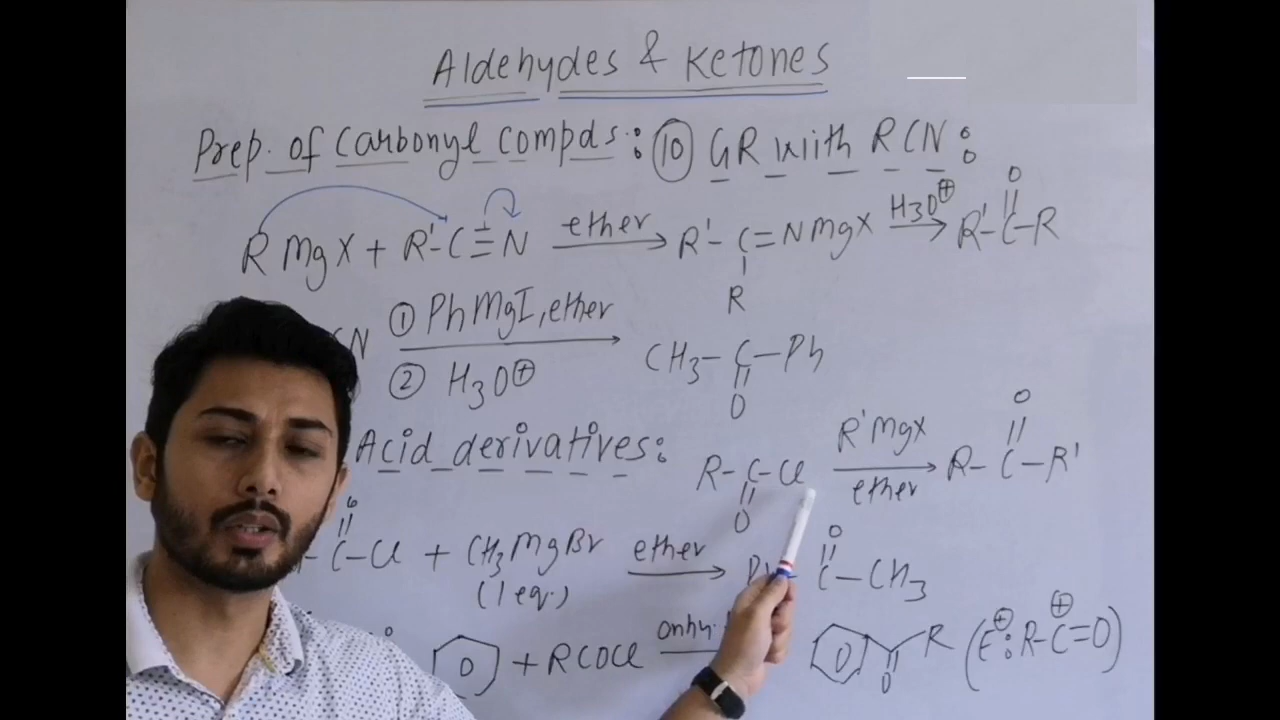 Aldehydes & Ketones
Prep. of Carbonyl Compds: ⑩ GR with RCN:
RMgX + R'-C≡N ether → R'-C=NMgX H3O⊕ → R'-C-R
O
R
① PhMgI, ether
② H3O⊕
CN → CH3-C-Ph
O
Acid derivatives:
R-C-Cl R'MgX ether → R-C-R'
O
O
C-Cl + CH3MgBr (1 eq.) ether → C-CH3
O
O
+ RCOCl anhy. → R (E⊕: R-C⊕=O)
O